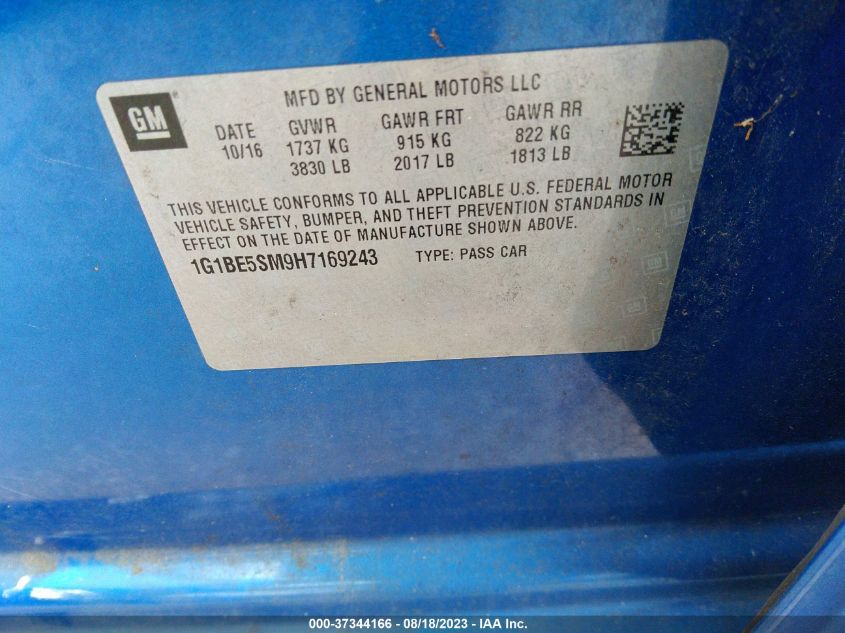 GM
MFD BY GENERAL MOTORS LLC
DATE GVWR GAWR FRT GAWR RR
10/16 1737 KG 915 KG 822 KG
3830 LB 2017 LB 1813 LB
THIS VEHICLE CONFORMS TO ALL APPLICABLE U.S. FEDERAL MOTOR
VEHICLE SAFETY, BUMPER, AND THEFT PREVENTION STANDARDS IN
EFFECT ON THE DATE OF MANUFACTURE SHOWN ABOVE.
1G1BE5SM9H7169243 TYPE: PASS CAR
000-37344166 - 08/18/2023 - IAA Inc.